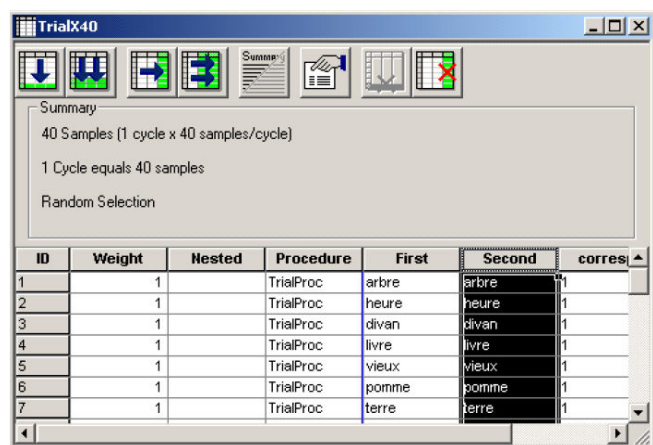 TrialX40
Summary
Summary
40 Samples (1 cycle x 40 samples/cycle)
1 Cycle equals 40 samples
Random Selection
ID Weight Nested Procedure First Second corresp
1 1 TrialProc arbre arbre 1
2 1 TrialProc heure heure 1
3 1 TrialProc divan divan 1
4 1 TrialProc livre livre 1
5 1 TrialProc vieux vieux 1
6 1 TrialProc pomme pomme 1
7 1 TrialProc terre terre 1